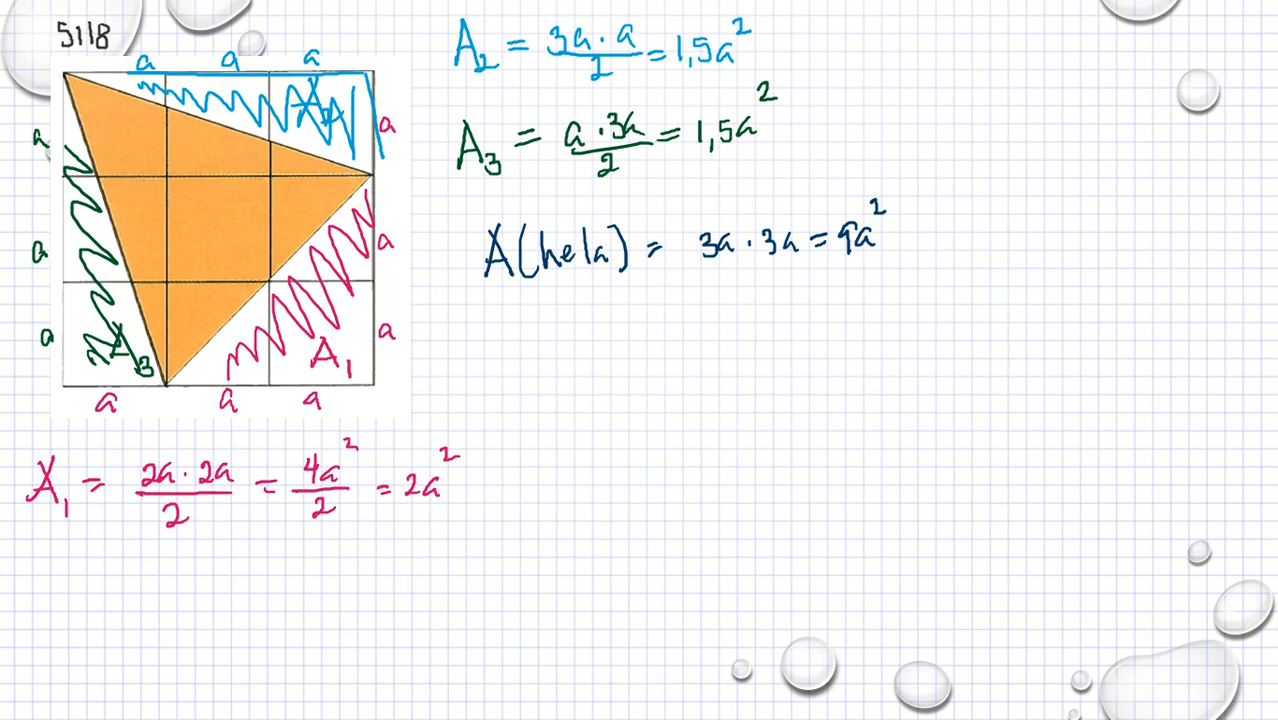 5118
a a a
a a
a a
a a
A₂
A₃
A₁
a a a
A₂ = 3a · a / 2 = 1,5a²
A₃ = a · 3a / 2 = 1,5a²
A(hela) = 3a · 3a = 9a²
A₁ = 2a · 2a / 2 = 4a² / 2 = 2a²